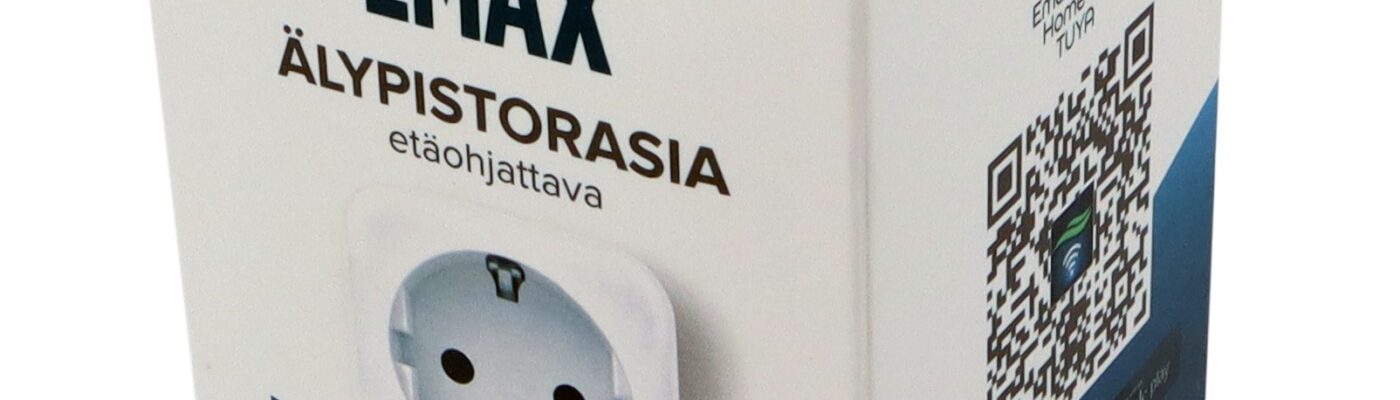 EMAX
ÄLYPISTORASIA
etäohjattava
Home
TUYA